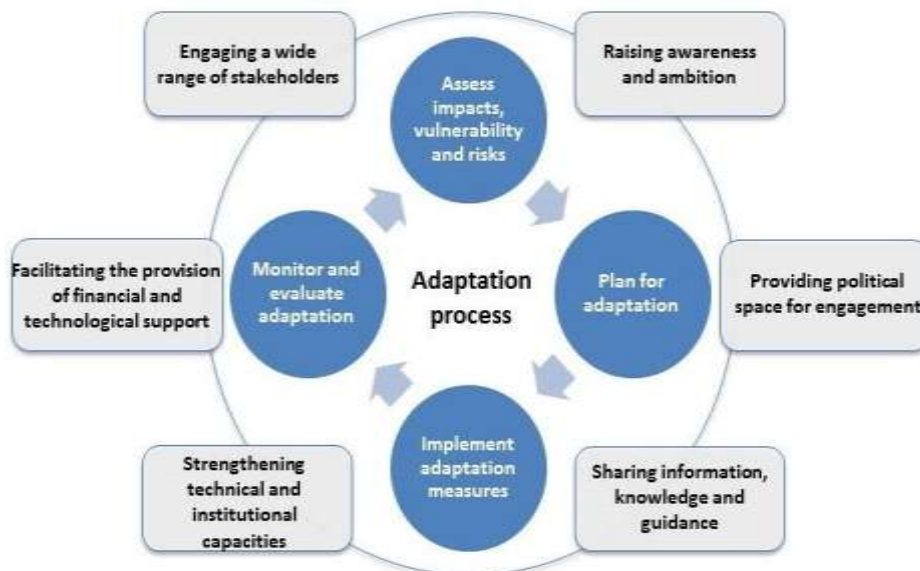 Engaging a wide
range of stakeholders
Raising awareness
and ambition
Assess
impacts,
vulnerability
and risks
Facilitating the provision
of financial and
technological support
Monitor and
evaluate
adaptation
Adaptation
process
Plan for
adaptation
Providing political
space for engagement
Strengthening
technical and
institutional
capacities
Implement
adaptation
measures
Sharing information,
knowledge and
guidance